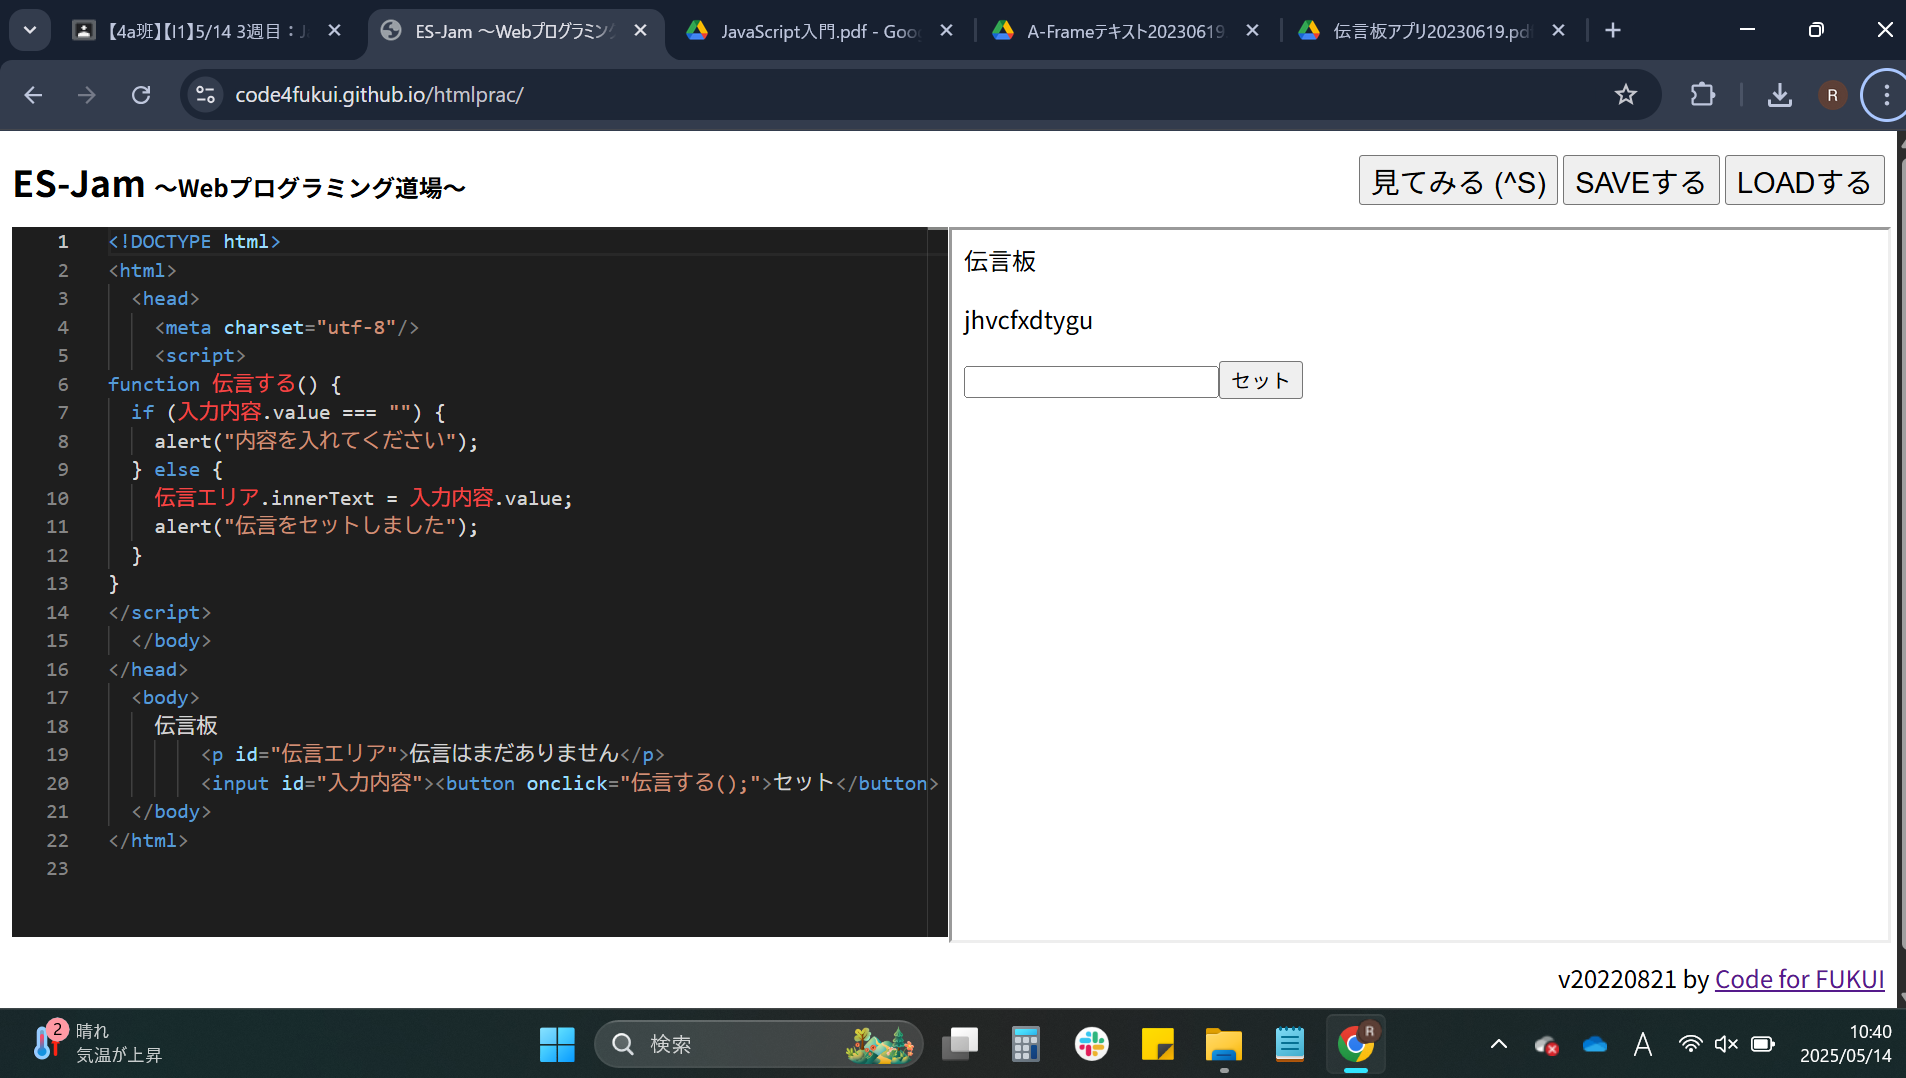 【4a班】【I1】5/14 3週目：J
ES-Jam ～Webプログラミン
JavaScript入門.pdf - Goo
A-Frameテキスト20230619
伝言板アプリ20230619.pd
code4fukui.github.io/htmlprac/
R
ES-Jam ～Webプログラミング道場～
見てみる (^S)
SAVEする
LOADする
1 <!DOCTYPE html>
2 <html>
3 <head>
4 <meta charset="utf-8"/>
5 <script>
6 function 伝言する() {
7 if (入力内容.value === "") {
8 alert("内容を入れてください");
9 } else {
10 伝言エリア.innerText = 入力内容.value;
11 alert("伝言をセットしました");
12 }
13 }
14 </script>
15 </body>
16 </head>
17 <body>
18 伝言板
19 <p id="伝言エリア">伝言はまだありません</p>
20 <input id="入力内容"><button onclick="伝言する();">セット</button>
21 </body>
22 </html>
23
伝言板
jhvcfxdtygu
セット
v20220821 by Code for FUKUI
2
晴れ
気温が上昇
検索
R
A
10:40
2025/05/14